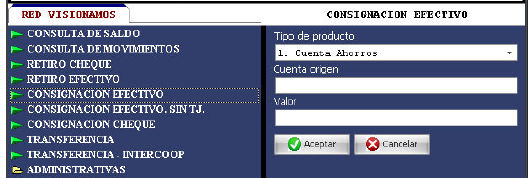 RED VISIONAMOS
CONSULTA DE SALDO
CONSULTA DE MOVIMIENTOS
RETIRO CHEQUE
RETIRO EFECTIVO
CONSIGNACION EFECTIVO
CONSIGNACION EFECTIVO. SIN TJ.
CONSIGNACION CHEQUE
TRANSFERENCIA
TRANSFERENCIA - INTERCOOP
ADMINISTRATIVAS
CONSIGNACION EFECTIVO
Tipo de producto
1. Cuenta Ahorros
Cuenta origen
Valor
Aceptar
Cancelar